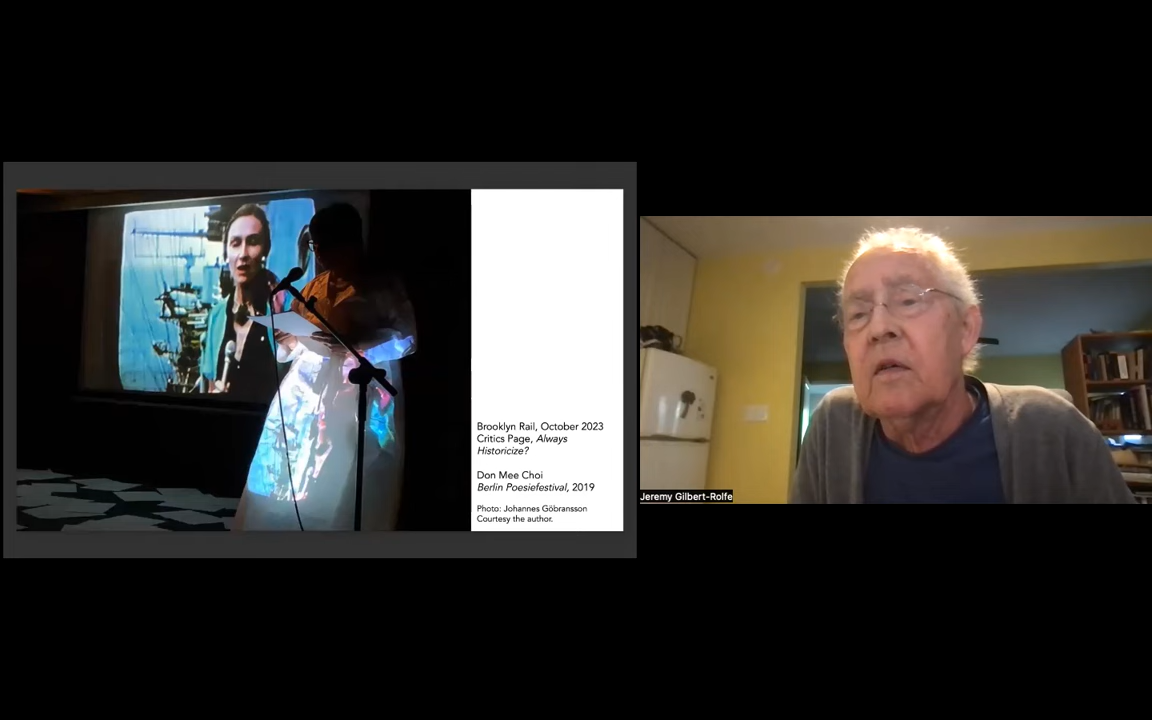 Brooklyn Rail, October 2023
Critics Page, Always
Historicize?
Don Mee Choi
Berlin Poesiefestival, 2019
Photo: Johannes Göbransson
Courtesy the author.
Jeremy Gilbert-Rolfe